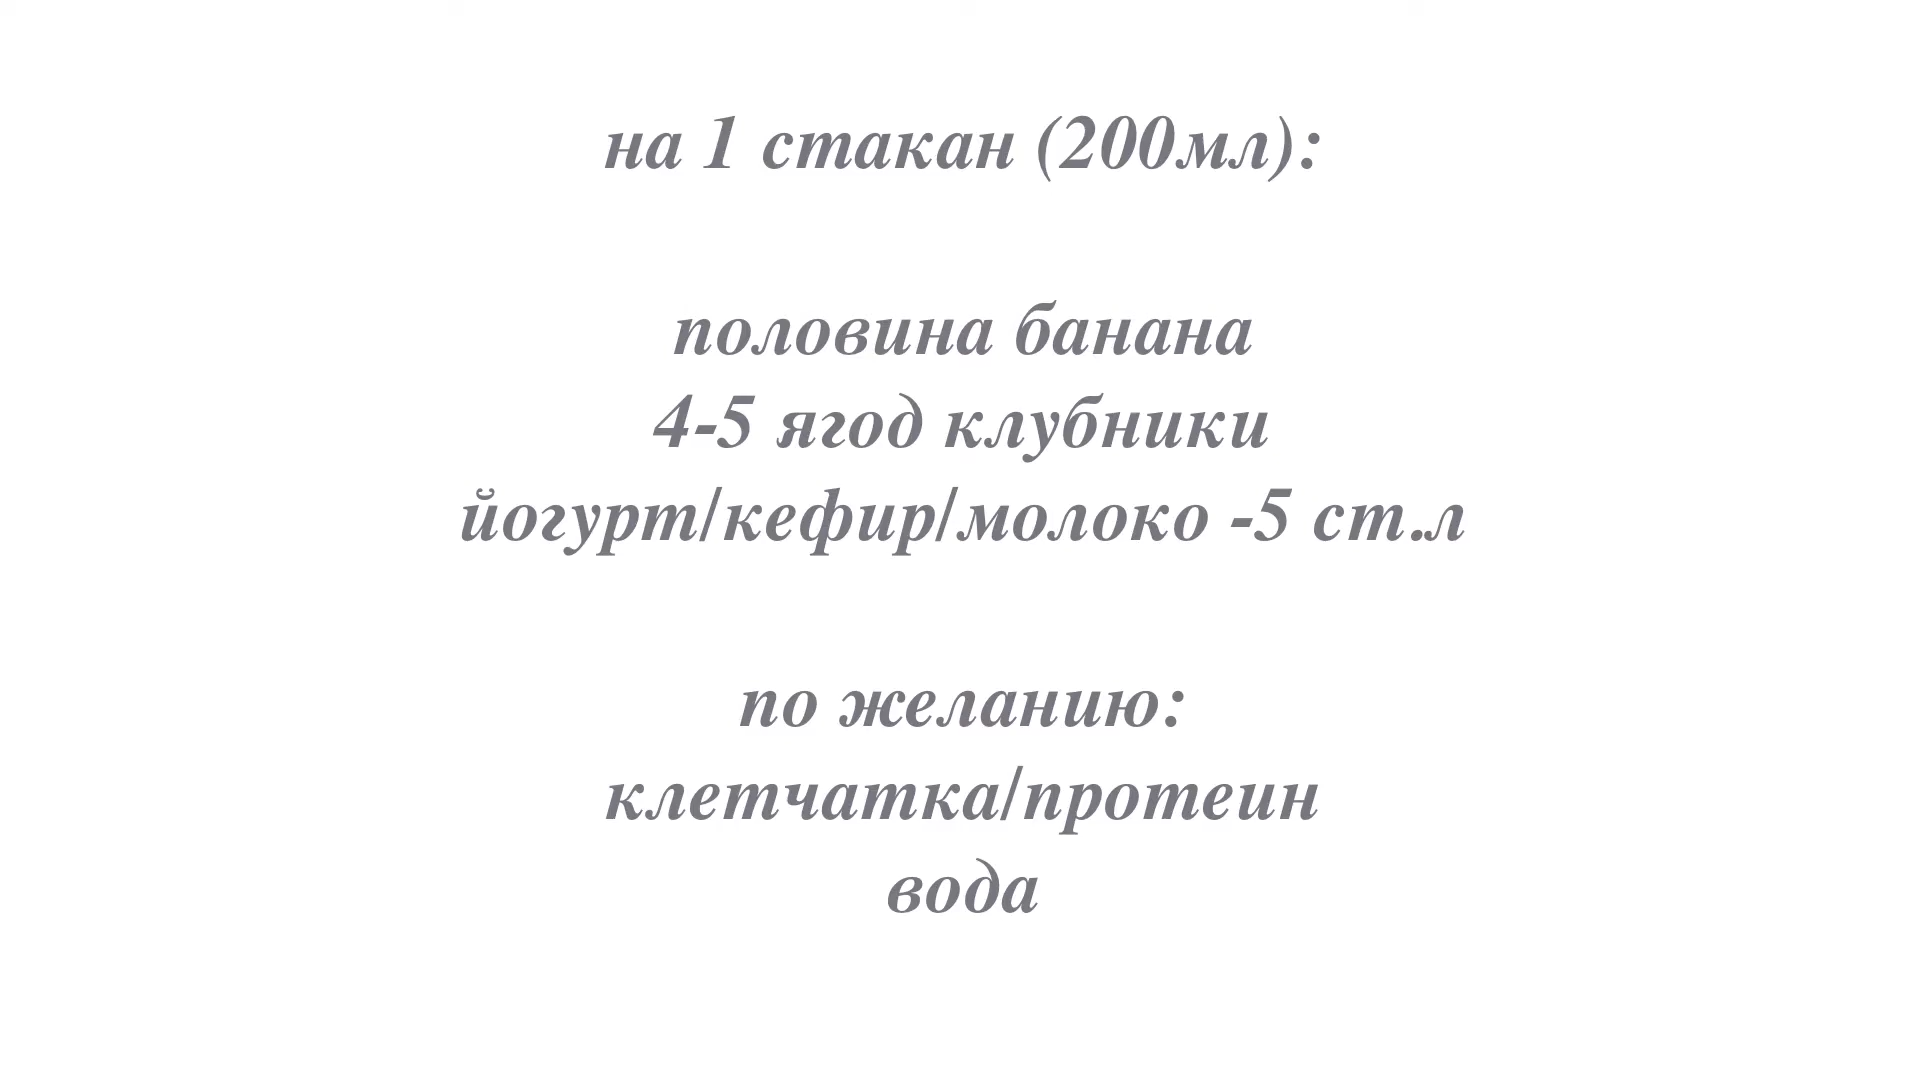 на 1 стакан (200мл):
половина банана
4-5 ягод клубники
йогурт/кефир/молоко -5 ст.л
по желанию:
клетчатка/протеин
вода